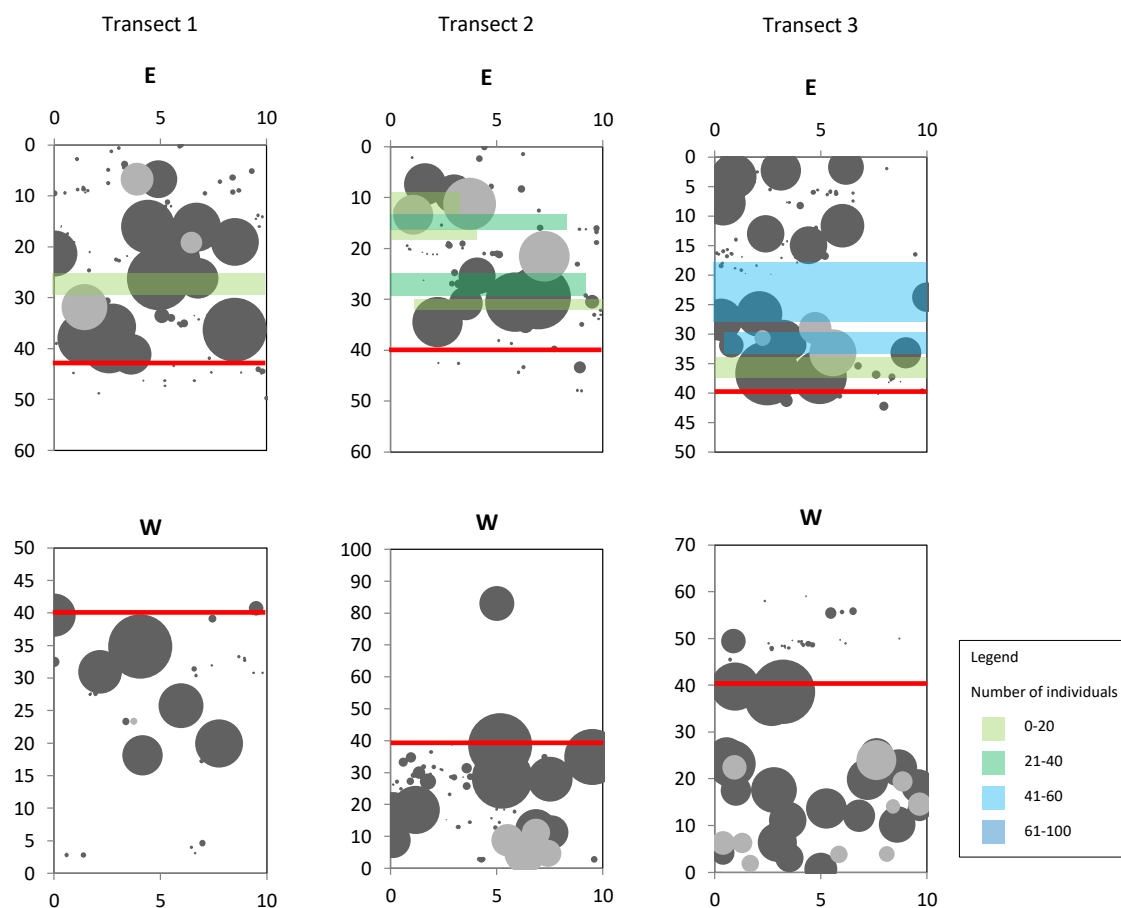 Transect 1 Transect 2 Transect 3
E E E
0 5 10 0 5 10 0 5 10
0 0 0
10 10 5
20 20 10
30 30 15
40 40 20
50 50 25
60 60 30
35
40
45
50
W W W
50 100 70
45 90 60
40 80 50
35 70 40
30 60 30
25 50 20
20 40 10
15 30 0
10 20
5 10
0 0
0 5 10 0 5 10 0 5 10
Legend
Number of individuals
0-20
21-40
41-60
61-100